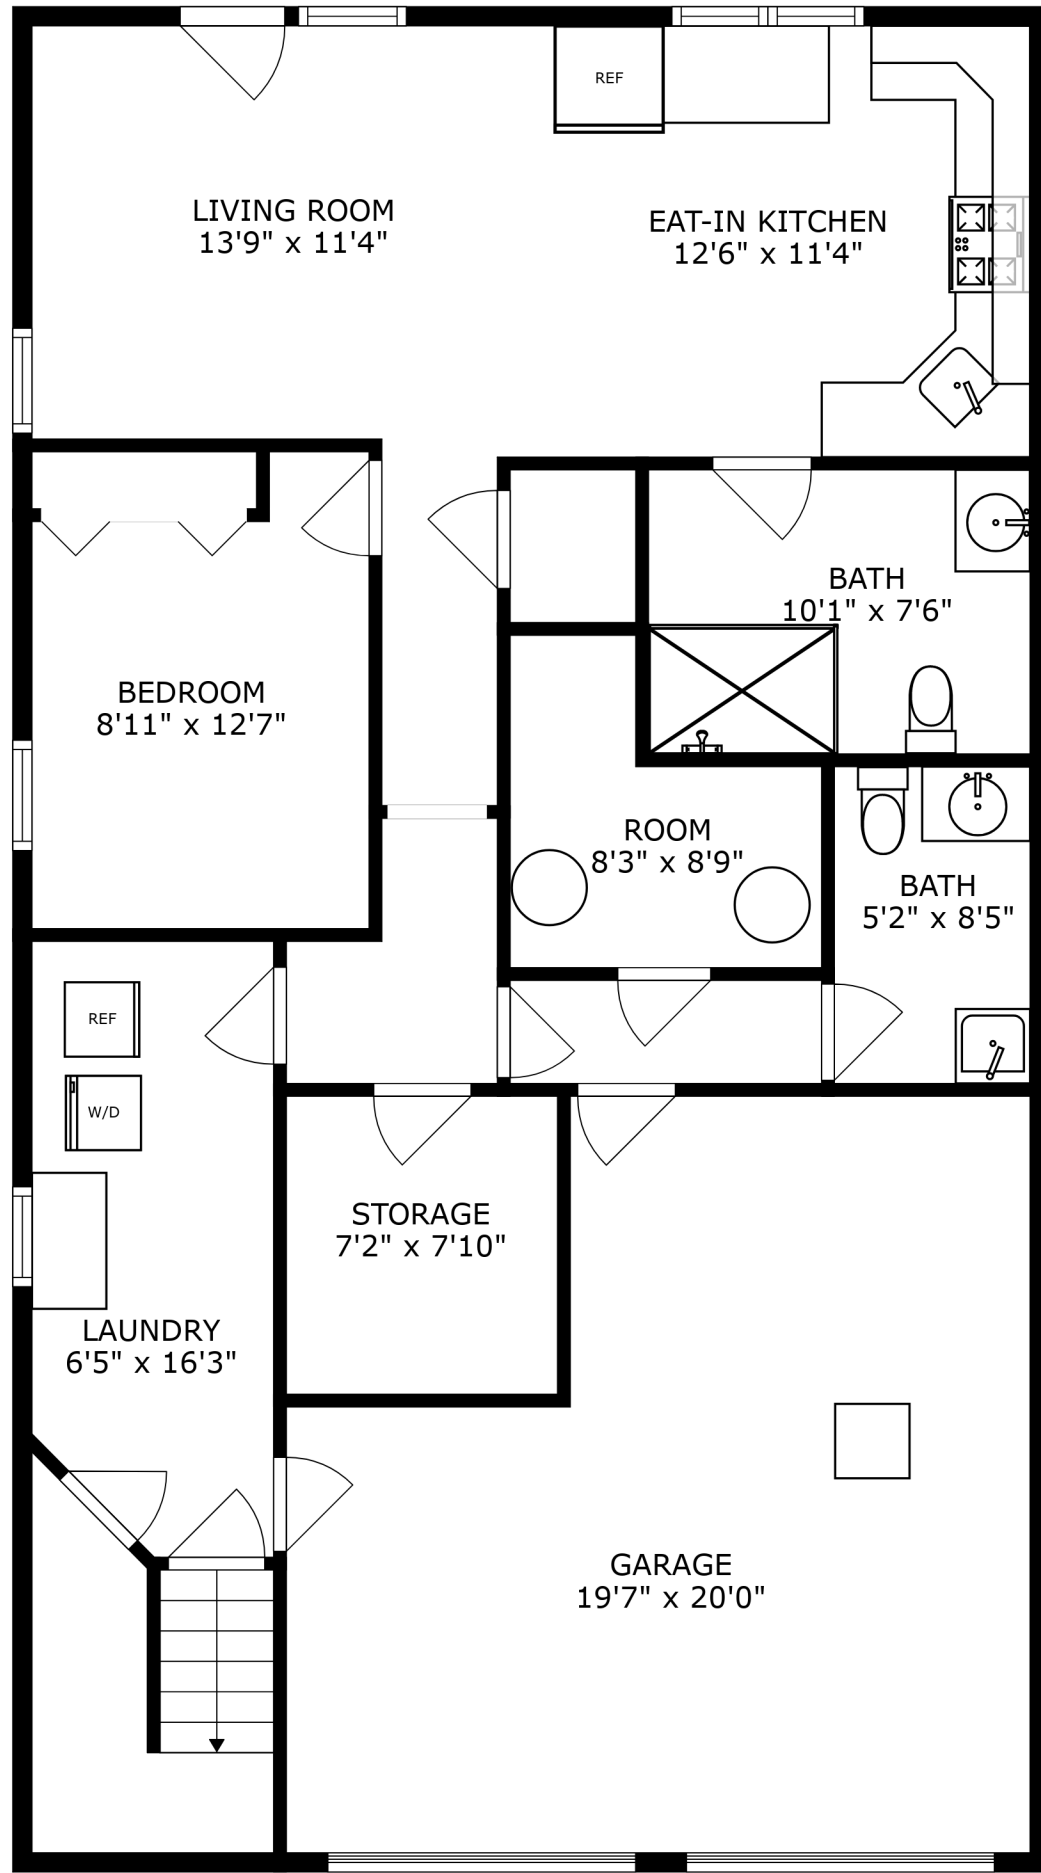 REF
LIVING ROOM
13'9" x 11'4"
EAT-IN KITCHEN
12'6" x 11'4"
BATH
10'1" x 7'6"
BEDROOM
8'11" x 12'7"
ROOM
8'3" x 8'9"
BATH
5'2" x 8'5"
REF
W/D
STORAGE
7'2" x 7'10"
LAUNDRY
6'5" x 16'3"
GARAGE
19'7" x 20'0"